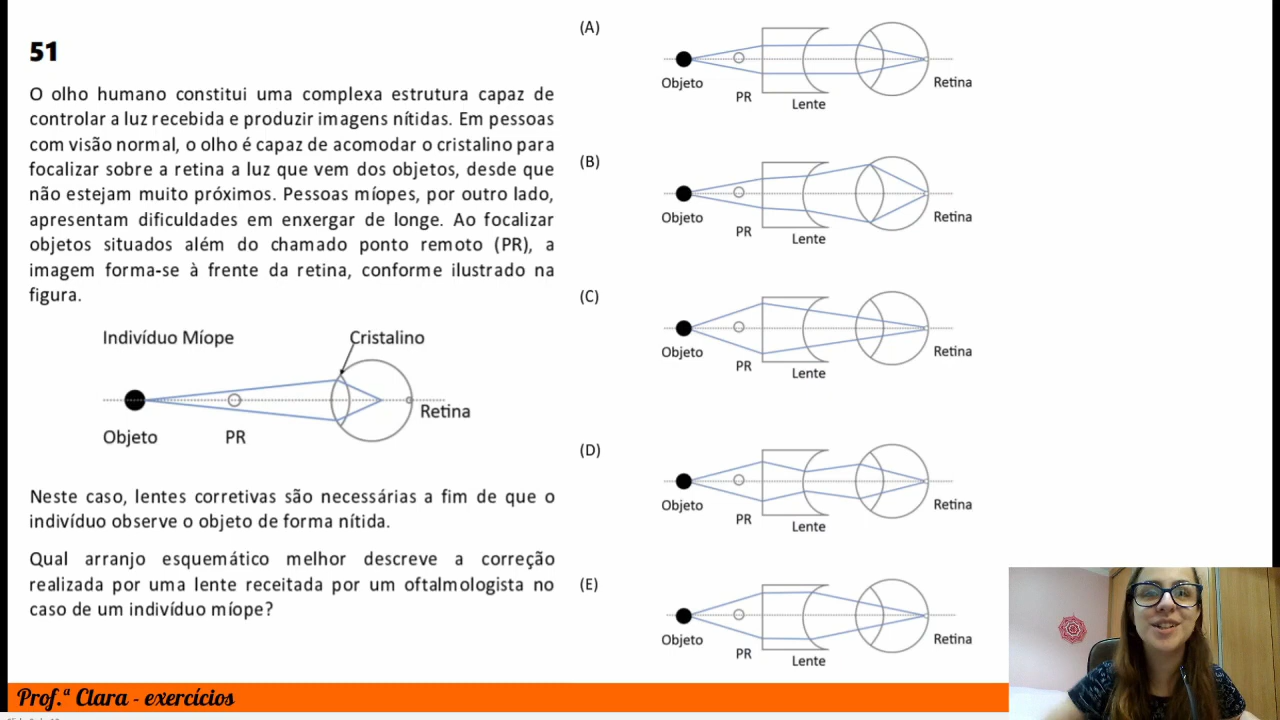 51
O olho humano constitui uma complexa estrutura capaz de
controlar a luz recebida e produzir imagens nítidas. Em pessoas
com visão normal, o olho é capaz de acomodar o cristalino para
focalizar sobre a retina a luz que vem dos objetos, desde que
não estejam muito próximos. Pessoas míopes, por outro lado,
apresentam dificuldades em enxergar de longe. Ao focalizar
objetos situados além do chamado ponto remoto (PR), a
imagem forma-se à frente da retina, conforme ilustrado na
figura.
Indivíduo Míope
Cristalino
Retina
Objeto
PR
Neste caso, lentes corretivas são necessárias a fim de que o
indivíduo observe o objeto de forma nítida.
Qual arranjo esquemático melhor descreve a correção
realizada por uma lente receitada por um oftalmologista no
caso de um indivíduo míope?
(A)
Objeto
PR
Lente
Retina
(B)
Objeto
PR
Lente
Retina
(C)
Objeto
PR
Lente
Retina
(D)
Objeto
PR
Lente
Retina
(E)
Objeto
PR
Lente
Retina
Prof.ª Clara - exercícios